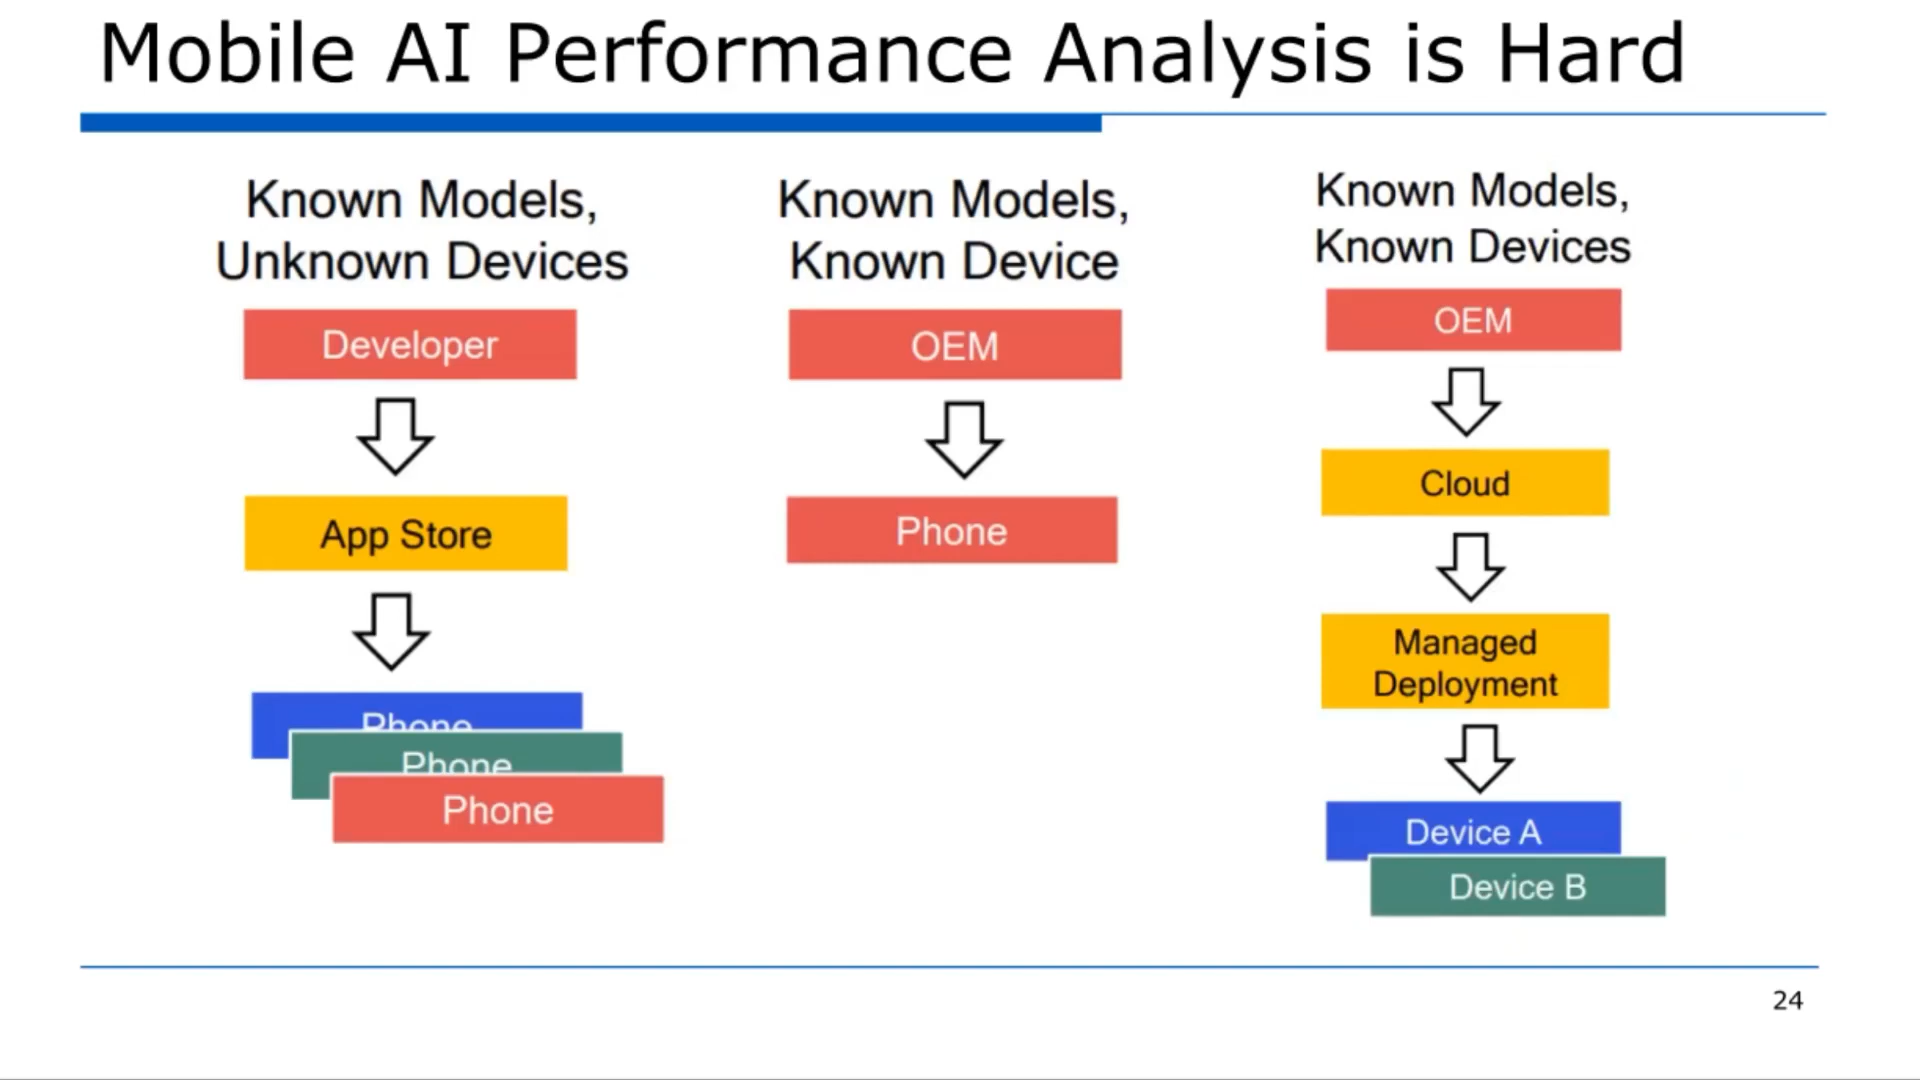 Mobile AI Performance Analysis is Hard
Known Models,
Unknown Devices
Developer
App Store
Phone
Phone
Phone
Known Models,
Known Device
OEM
Phone
Known Models,
Known Devices
OEM
Cloud
Managed
Deployment
Device A
Device B
24